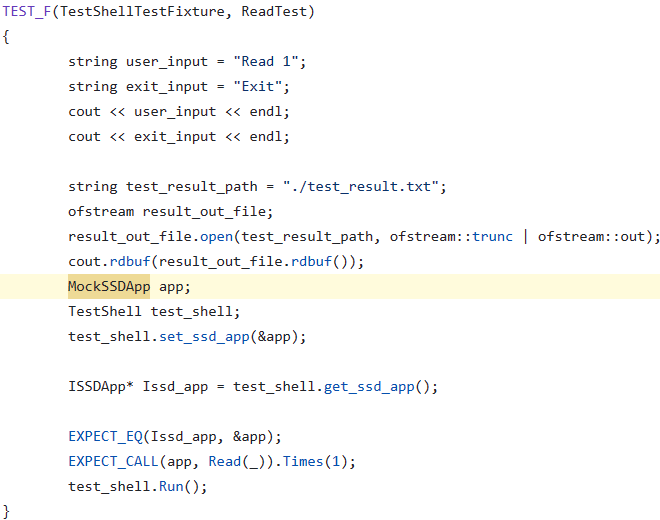 TEST_F(TestShellTestFixture, ReadTest)
{
string user_input = "Read 1";
string exit_input = "Exit";
cout << user_input << endl;
cout << exit_input << endl;
string test_result_path = "./test_result.txt";
ofstream result_out_file;
result_out_file.open(test_result_path, ofstream::trunc | ofstream::out);
cout.rdbuf(result_out_file.rdbuf());
MockSSDApp app;
TestShell test_shell;
test_shell.set_ssd_app(&app);
ISSDApp* Issd_app = test_shell.get_ssd_app();
EXPECT_EQ(Issd_app, &app);
EXPECT_CALL(app, Read(_)).Times(1);
test_shell.Run();
}